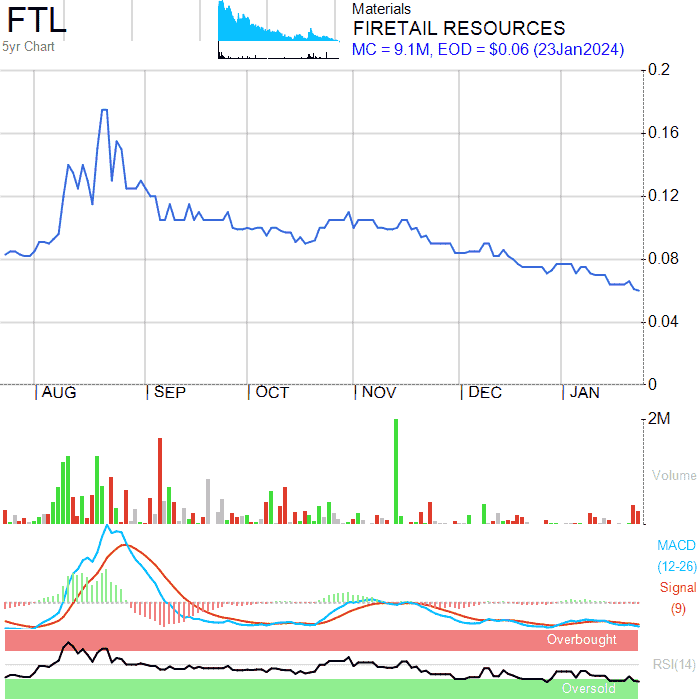 FTL
5yr Chart
Materials
FIRETAIL RESOURCES
MC = 9.1M, EOD = $0.06 (23Jan2024)
0.2
0.16
0.12
0.08
0.04
0
AUG SEP OCT NOV DEC JAN
2M
Volume
MACD
(12-26)
Signal
(9)
Overbought
RSI(14)
Oversold